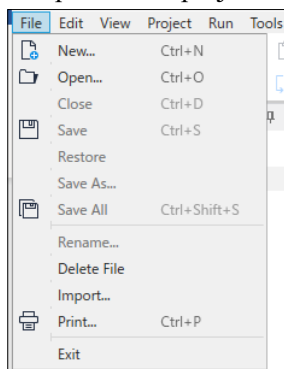 File Edit View Project Run Tools
New... Ctrl+N
Open... Ctrl+O
Close Ctrl+D
Save Ctrl+S
Restore
Save As...
Save All Ctrl+Shift+S
Rename...
Delete File
Import...
Print... Ctrl+P
Exit